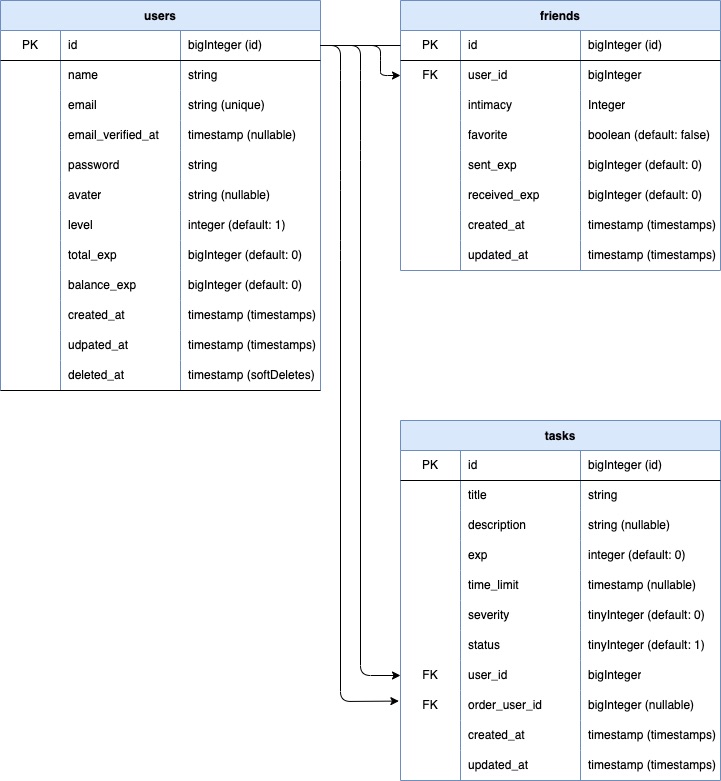 users
PK id bigInteger (id)
name string
email string (unique)
email_verified_at timestamp (nullable)
password string
avater string (nullable)
level integer (default: 1)
total_exp bigInteger (default: 0)
balance_exp bigInteger (default: 0)
created_at timestamp (timestamps)
udpated_at timestamp (timestamps)
deleted_at timestamp (softDeletes)
friends
PK id bigInteger (id)
FK user_id bigInteger
intimacy Integer
favorite boolean (default: false)
sent_exp bigInteger (default: 0)
received_exp bigInteger (default: 0)
created_at timestamp (timestamps)
updated_at timestamp (timestamps)
tasks
PK id bigInteger (id)
title string
description string (nullable)
exp integer (default: 0)
time_limit timestamp (nullable)
severity tinyInteger (default: 0)
status tinyInteger (default: 1)
FK user_id bigInteger
FK order_user_id bigInteger (nullable)
created_at timestamp (timestamps)
updated_at timestamp (timestamps)